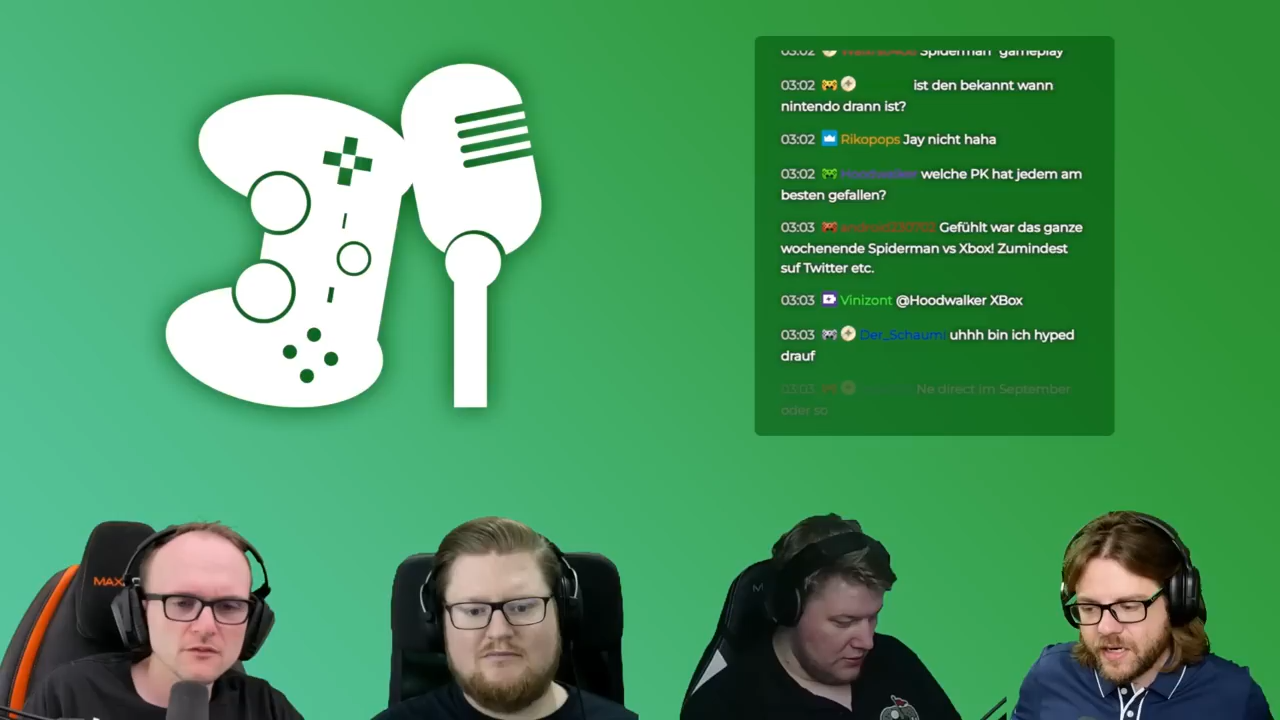 Spiderman gameplay
03:02 ist den bekannt wann
nintendo drann ist?
03:02 Rikopops Jay nicht haha
03:02 Hoodwalker welche PK hat jedem am
besten gefallen?
03:03 Gefühlt war das ganze
wochenende Spiderman vs Xbox! Zumindest
suf Twitter etc.
03:03 Vinizont @Hoodwalker XBox
03:03 Der_Schaumi uhhh bin ich hyped
drauf
03:03 Ne direct im September
oder so
MAX